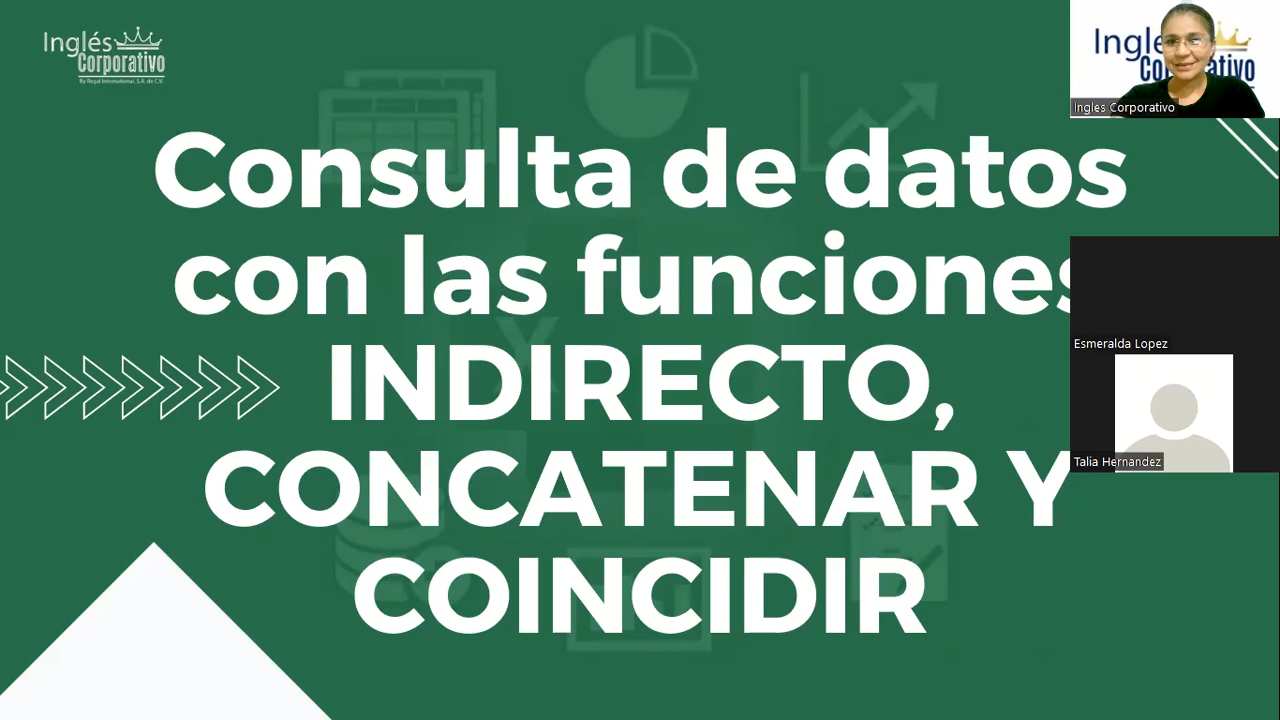 Inglés
Corporativo
By Regal International, S.A. de C.V.
Consulta de datos
con las funciones
INDIRECTO,
CONCATENAR Y
COINCIDIR
Inglés Corporativo
Ingles Corporativo
Esmeralda Lopez
Talia Hernandez